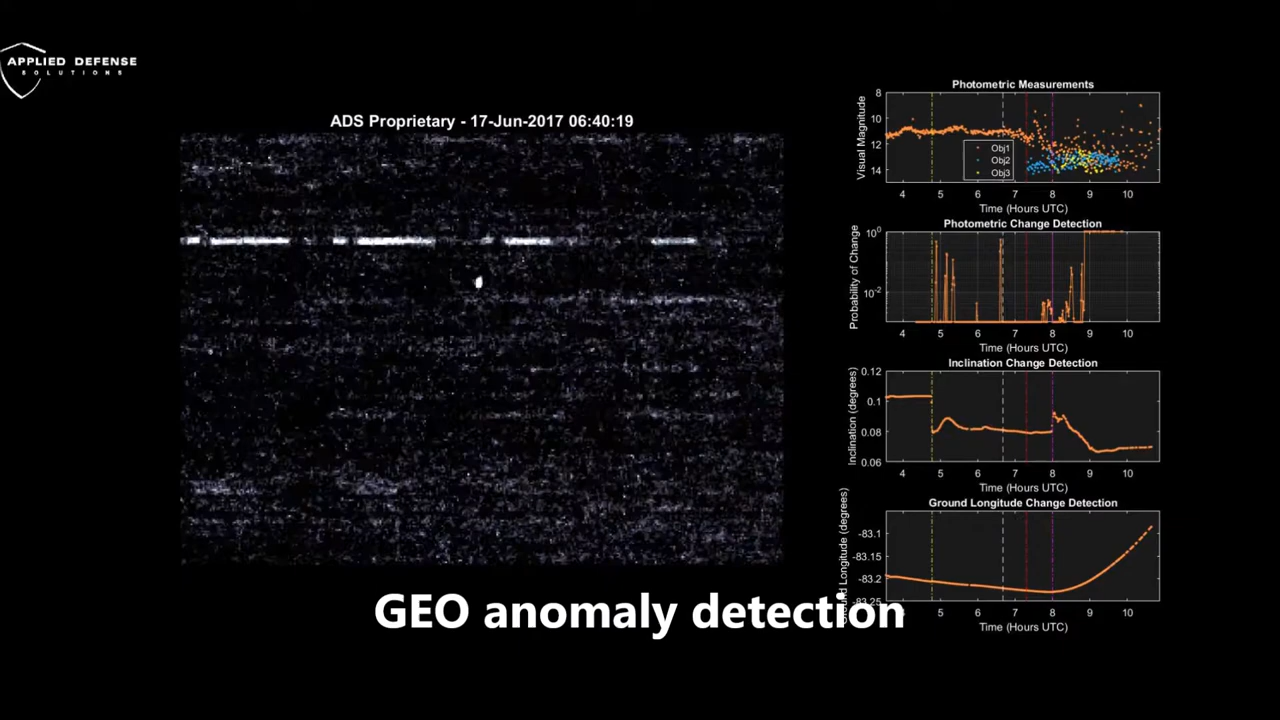 APPLIED DEFENSE
SOLUTIONS
ADS Proprietary - 17-Jun-2017 06:40:19
Photometric Measurements
Visual Magnitude
8
10
12
14
Obj1
Obj2
Obj3
4 5 6 7 8 9 10
Time (Hours UTC)
Photometric Change Detection
Probability of Change
10^0
10^-2
4 5 6 7 8 9 10
Time (Hours UTC)
Inclination Change Detection
Inclination (degrees)
0.12
0.1
0.08
0.06
4 5 6 7 8 9 10
Time (Hours UTC)
Ground Longitude Change Detection
Ground Longitude (degrees)
-83.1
-83.15
-83.2
-83.25
4 5 6 7 8 9 10
Time (Hours UTC)
GEO anomaly detection